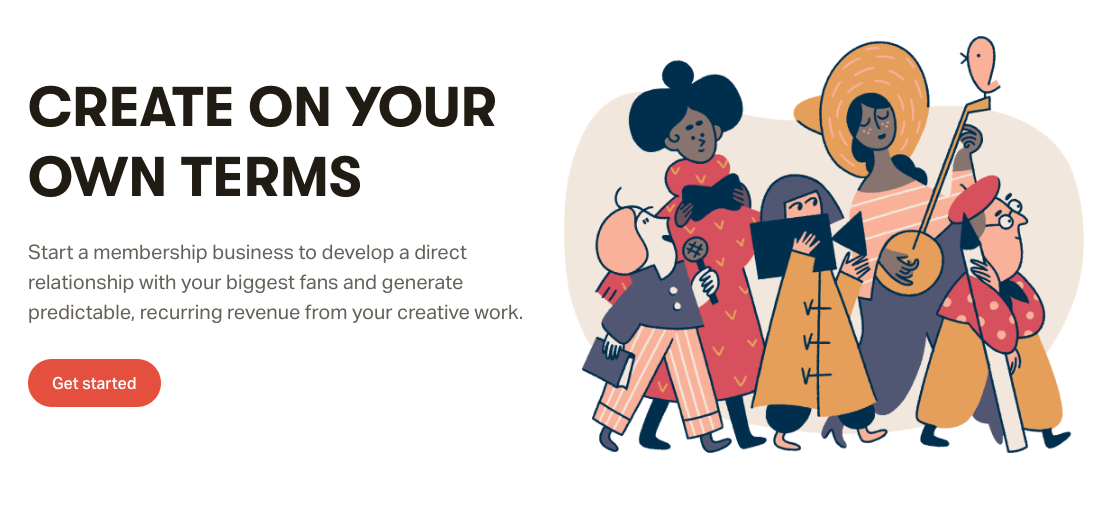 CREATE ON YOUR
OWN TERMS
Start a membership business to develop a direct
relationship with your biggest fans and generate
predictable, recurring revenue from your creative work.
Get started